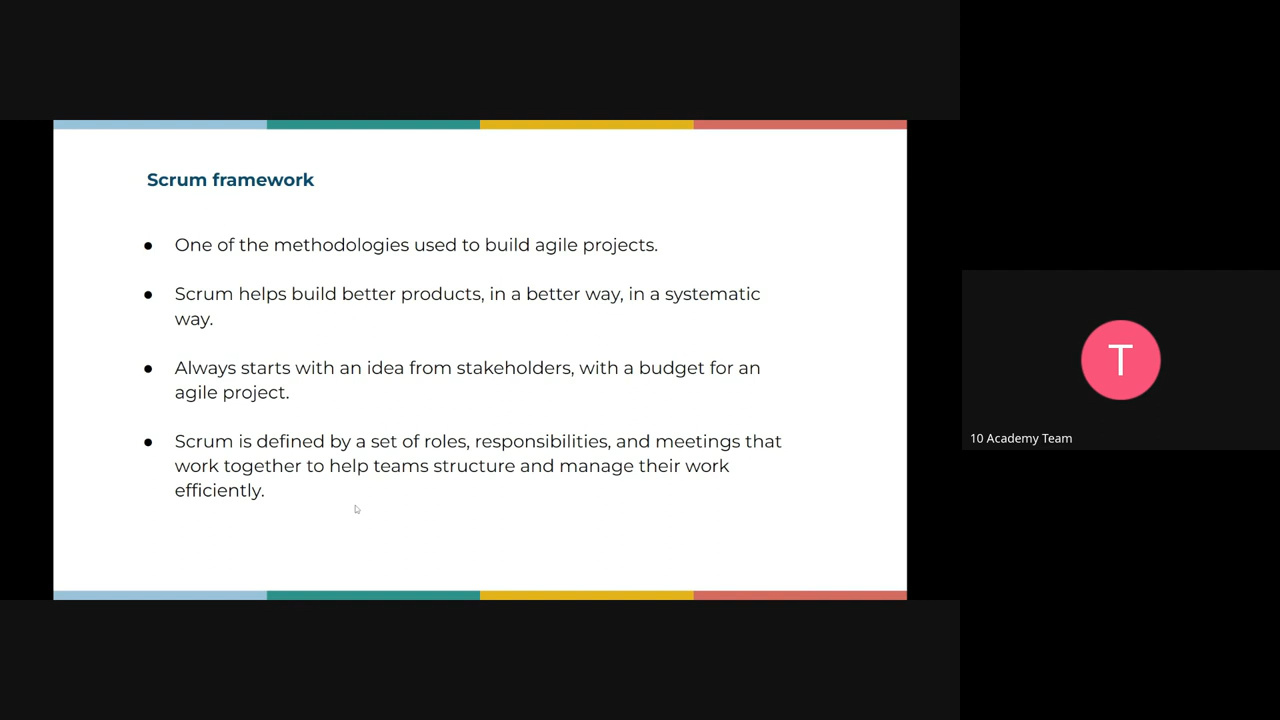 Scrum framework
● One of the methodologies used to build agile projects.
● Scrum helps build better products, in a better way, in a systematic
way.
● Always starts with an idea from stakeholders, with a budget for an
agile project.
● Scrum is defined by a set of roles, responsibilities, and meetings that
work together to help teams structure and manage their work
efficiently.
T
10 Academy Team